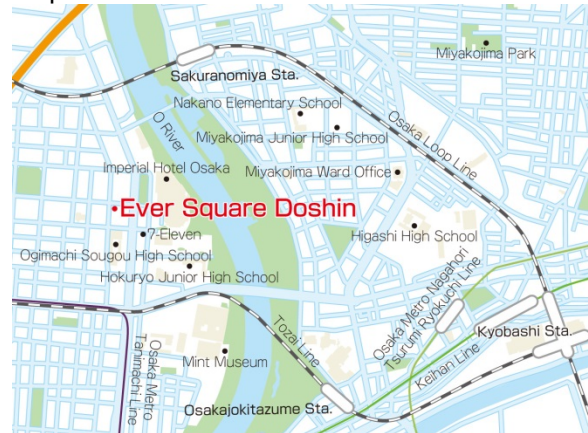 Miyakojima Park
Sakuranomiya Sta.
Nakano Elementary School
O River
Osaka Loop Line
Miyakojima Junior High School
Imperial Hotel Osaka
Miyakojima Ward Office
Ever Square Doshin
7-Eleven
Higashi High School
Ogimachi Sougou High School
Hokuryo Junior High School
Osaka Metro Nagahori
Tsurumi Ryokuchi Line
Kyobashi Sta.
Tozai Line
Osaka Metro
Tanimachi Line
Mint Museum
Keihan Line
Osakajokitazume Sta.